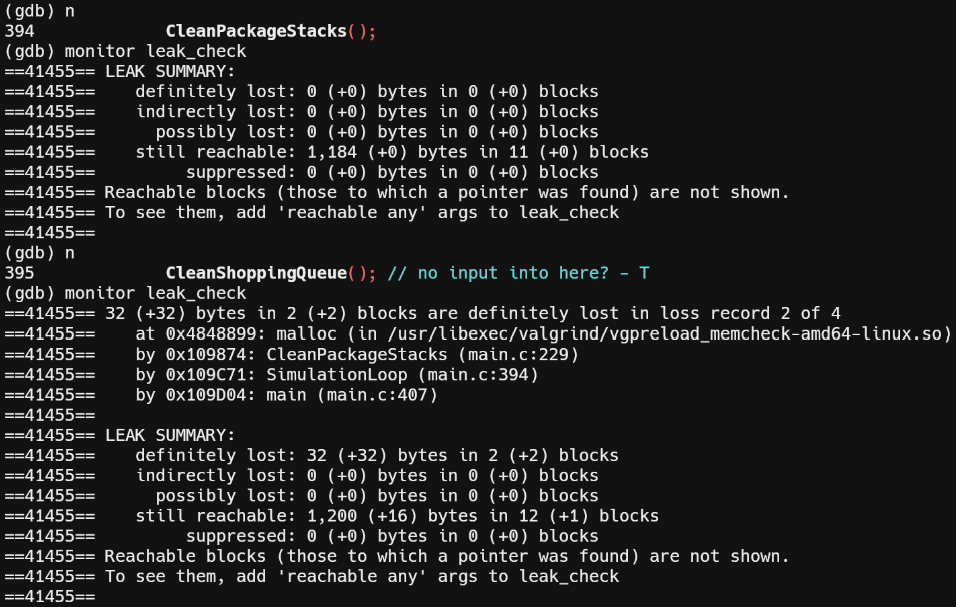 (gdb) n
394             CleanPackageStacks();
(gdb) monitor leak_check
==41455== LEAK SUMMARY:
==41455==    definitely lost: 0 (+0) bytes in 0 (+0) blocks
==41455==    indirectly lost: 0 (+0) bytes in 0 (+0) blocks
==41455==      possibly lost: 0 (+0) bytes in 0 (+0) blocks
==41455==    still reachable: 1,184 (+0) bytes in 11 (+0) blocks
==41455==         suppressed: 0 (+0) bytes in 0 (+0) blocks
==41455== Reachable blocks (those to which a pointer was found) are not shown.
==41455== To see them, add 'reachable any' args to leak_check
==41455==
(gdb) n
395             CleanShoppingQueue(); // no input into here? - T
(gdb) monitor leak_check
==41455== 32 (+32) bytes in 2 (+2) blocks are definitely lost in loss record 2 of 4
==41455==    at 0x4848899: malloc (in /usr/libexec/valgrind/vgpreload_memcheck-amd64-linux.so)
==41455==    by 0x109874: CleanPackageStacks (main.c:229)
==41455==    by 0x109C71: SimulationLoop (main.c:394)
==41455==    by 0x109D04: main (main.c:407)
==41455==
==41455== LEAK SUMMARY:
==41455==    definitely lost: 32 (+32) bytes in 2 (+2) blocks
==41455==    indirectly lost: 0 (+0) bytes in 0 (+0) blocks
==41455==      possibly lost: 0 (+0) bytes in 0 (+0) blocks
==41455==    still reachable: 1,200 (+16) bytes in 12 (+1) blocks
==41455==         suppressed: 0 (+0) bytes in 0 (+0) blocks
==41455== Reachable blocks (those to which a pointer was found) are not shown.
==41455== To see them, add 'reachable any' args to leak_check
==41455==